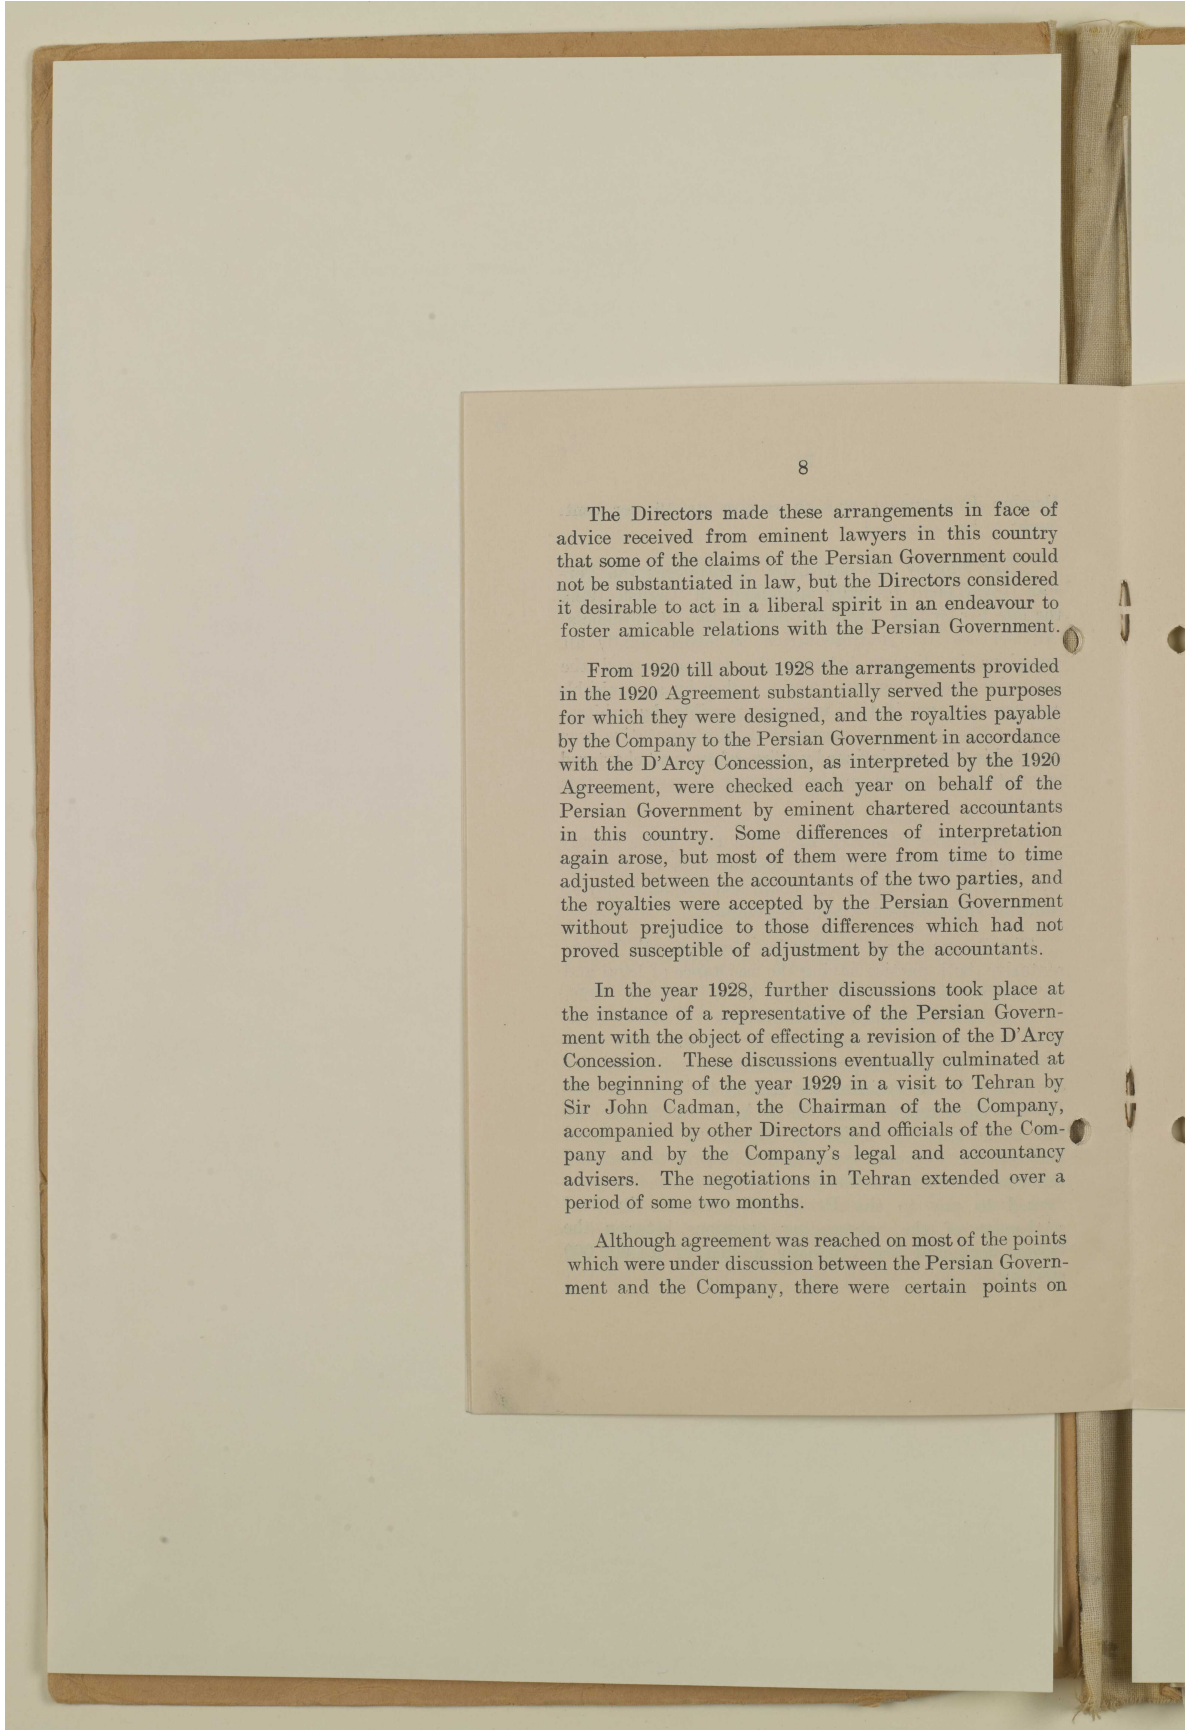 8
The Directors made these arrangements in face of
advice received from eminent lawyers in this country
that some of the claims of the Persian Government could
not be substantiated in law, but the Directors considered
it desirable to act in a liberal spirit in an endeavour to
foster amicable relations with the Persian Government.
From 1920 till about 1928 the arrangements provided
in the 1920 Agreement substantially served the purposes
for which they were designed, and the royalties payable
by the Company to the Persian Government in accordance
with the D'Arcy Concession, as interpreted by the 1920
Agreement, were checked each year on behalf of the
Persian Government by eminent chartered accountants
in this country. Some differences of interpretation
again arose, but most of them were from time to time
adjusted between the accountants of the two parties, and
the royalties were accepted by the Persian Government
without prejudice to those differences which had not
proved susceptible of adjustment by the accountants.
In the year 1928, further discussions took place at
the instance of a representative of the Persian Govern-
ment with the object of effecting a revision of the D'Arcy
Concession. These discussions eventually culminated at
the beginning of the year 1929 in a visit to Tehran by
Sir John Cadman, the Chairman of the Company,
accompanied by other Directors and officials of the Com-
pany and by the Company's legal and accountancy
advisers. The negotiations in Tehran extended over a
period of some two months.
Although agreement was reached on most of the points
which were under discussion between the Persian Govern-
ment and the Company, there were certain points on